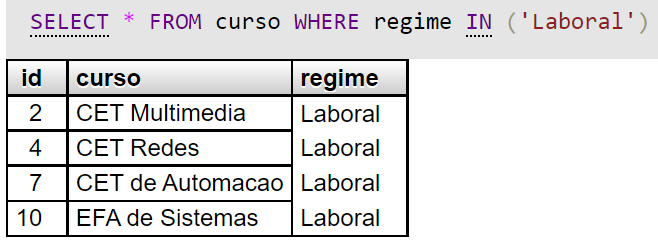 SELECT * FROM curso WHERE regime IN ('Laboral')
id curso regime
2 CET Multimedia Laboral
4 CET Redes Laboral
7 CET de Automacao Laboral
10 EFA de Sistemas Laboral